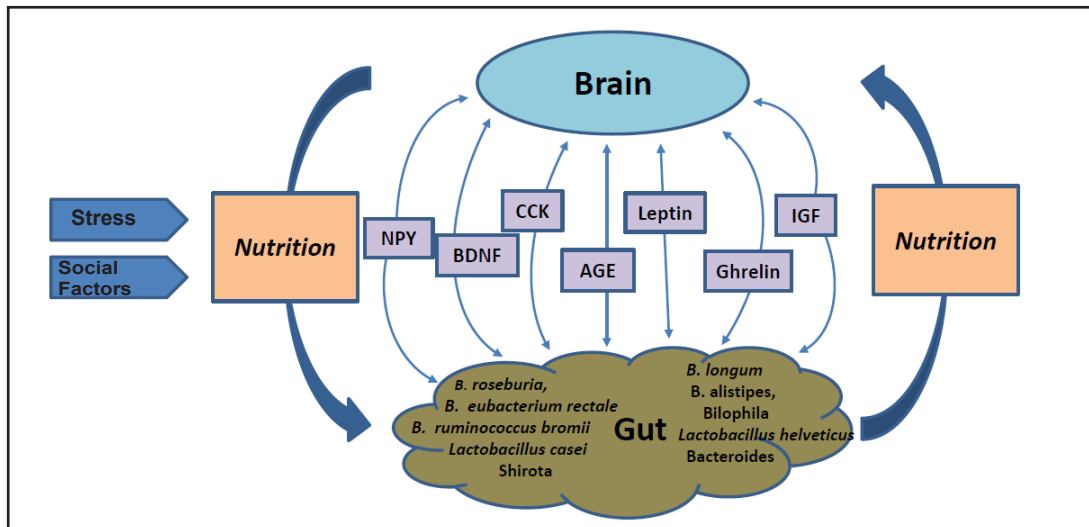 Brain
Stress
Social
Factors
Nutrition
NPY
BDNF
CCK
AGE
Leptin
Ghrelin
IGF
Nutrition
B. roseburia,
B. eubacterium rectale
B. ruminococcus bromii
Lactobacillus casei
Shirota
Gut
B. longum
B. alistipes,
Bilophila
Lactobacillus helveticus
Bacteroides